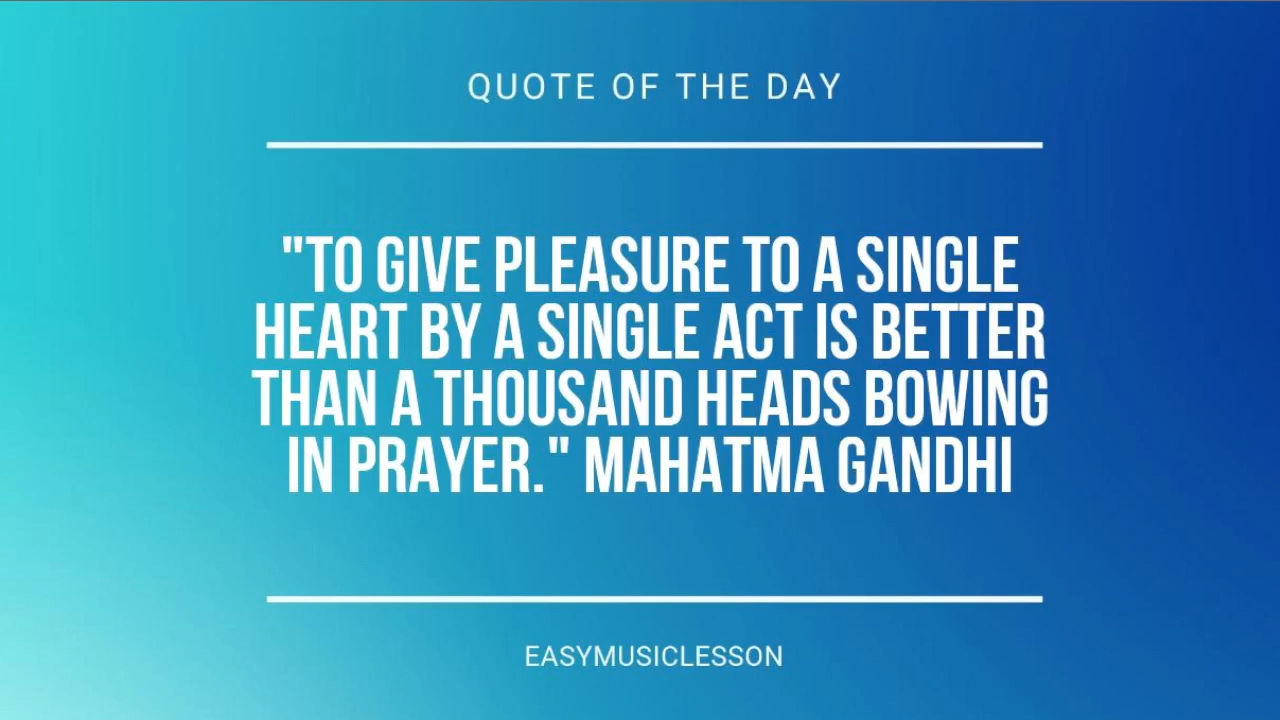 QUOTE OF THE DAY
"TO GIVE PLEASURE TO A SINGLE
HEART BY A SINGLE ACT IS BETTER
THAN A THOUSAND HEADS BOWING
IN PRAYER." MAHATMA GANDHI
EASYMUSICLESSON